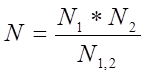 N = N₁ * N₂ / N₁,₂